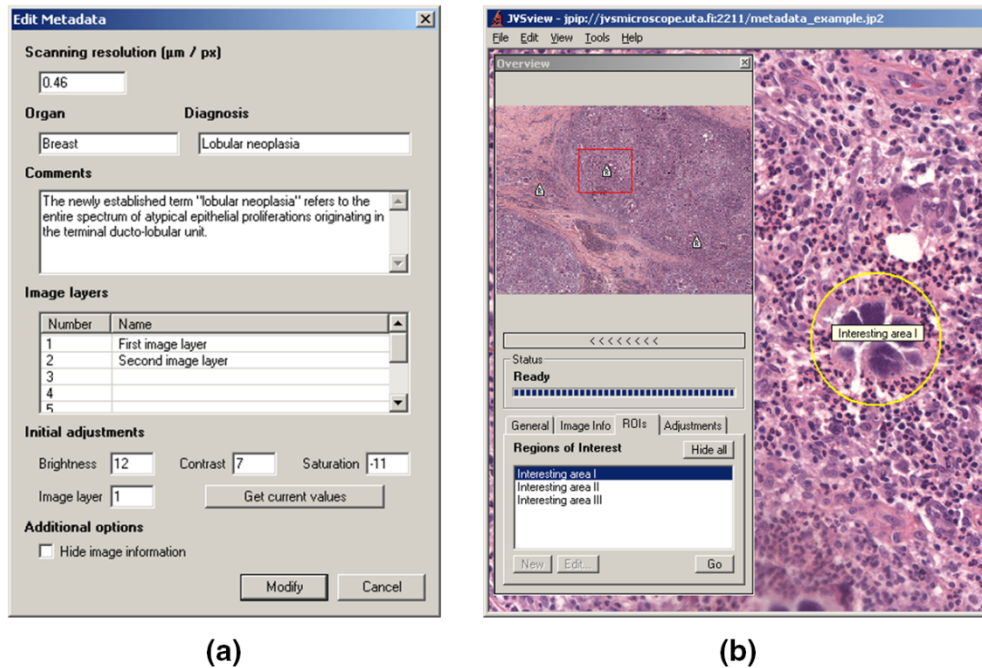 Edit Metadata
Scanning resolution (µm / px)
0.46
Organ Diagnosis
Breast Lobular neoplasia
Comments
The newly established term "lobular neoplasia" refers to the
entire spectrum of atypical epithelial proliferations originating in
the terminal ducto-lobular unit.
Image layers
Number Name
1 First image layer
2 Second image layer
3
4
5
Initial adjustments
Brightness 12 Contrast 7 Saturation -11
Image layer 1 Get current values
Additional options
Hide image information
Modify Cancel
(a)
JVSview - jpip://jvsmicroscope.uta.fi:2211/metadata_example.jp2
File Edit View Tools Help
Overview
R
R
R
< < < < < < < <
Status
Ready
General Image Info ROIs Adjustments
Regions of Interest Hide all
Interesting area I
Interesting area II
Interesting area III
New Edit... Go
Interesting area I
(b)